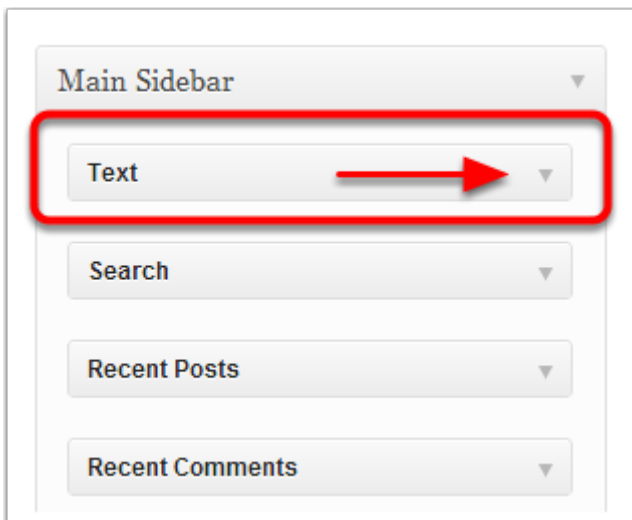 Main Sidebar
Text
Search
Recent Posts
Recent Comments